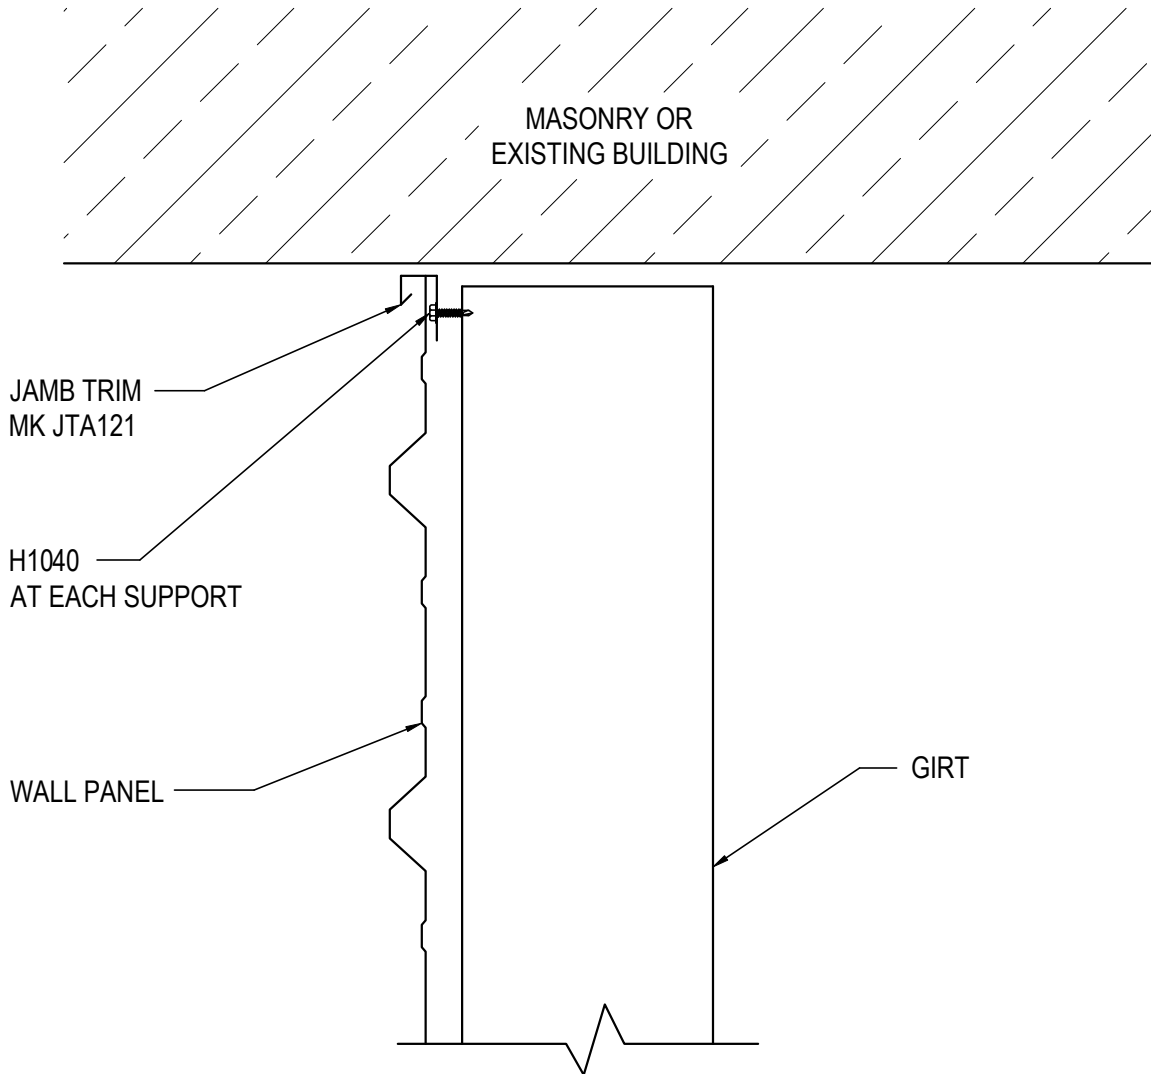 MASONRY OR
EXISTING BUILDING
JAMB TRIM
MK JTA121
H1040
AT EACH SUPPORT
WALL PANEL
GIRT